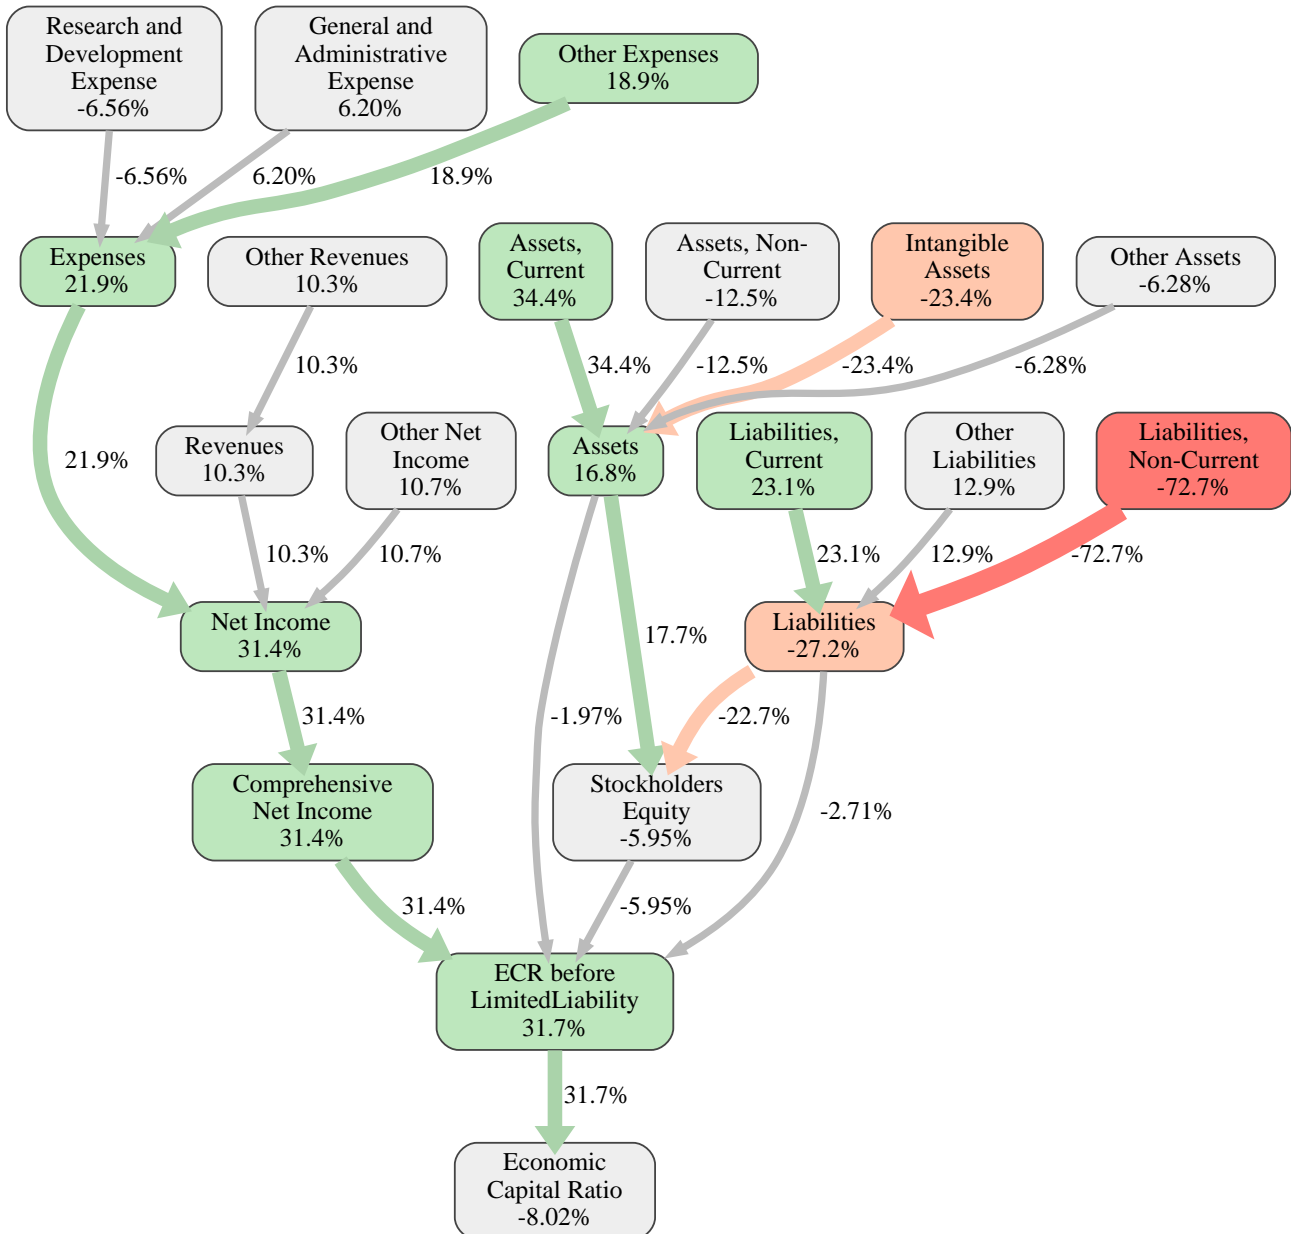 Research and
Development
Expense
-6.56%
General and
Administrative
Expense
6.20%
Other Expenses
18.9%
-6.56%
6.20%
18.9%
Expenses
21.9%
Other Revenues
10.3%
Assets,
Current
34.4%
Assets, Non-
Current
-12.5%
Intangible
Assets
-23.4%
Other Assets
-6.28%
10.3%
34.4%
-12.5%
-23.4%
-6.28%
21.9%
Revenues
10.3%
Other Net
Income
10.7%
Assets
16.8%
Liabilities,
Current
23.1%
Other
Liabilities
12.9%
Liabilities,
Non-Current
-72.7%
10.3%
10.7%
23.1%
12.9%
-72.7%
Net Income
31.4%
17.7%
Liabilities
-27.2%
31.4%
-1.97%
-22.7%
Comprehensive
Net Income
31.4%
Stockholders
Equity
-5.95%
-2.71%
31.4%
-5.95%
ECR before
LimitedLiability
31.7%
31.7%
Economic
Capital Ratio
-8.02%